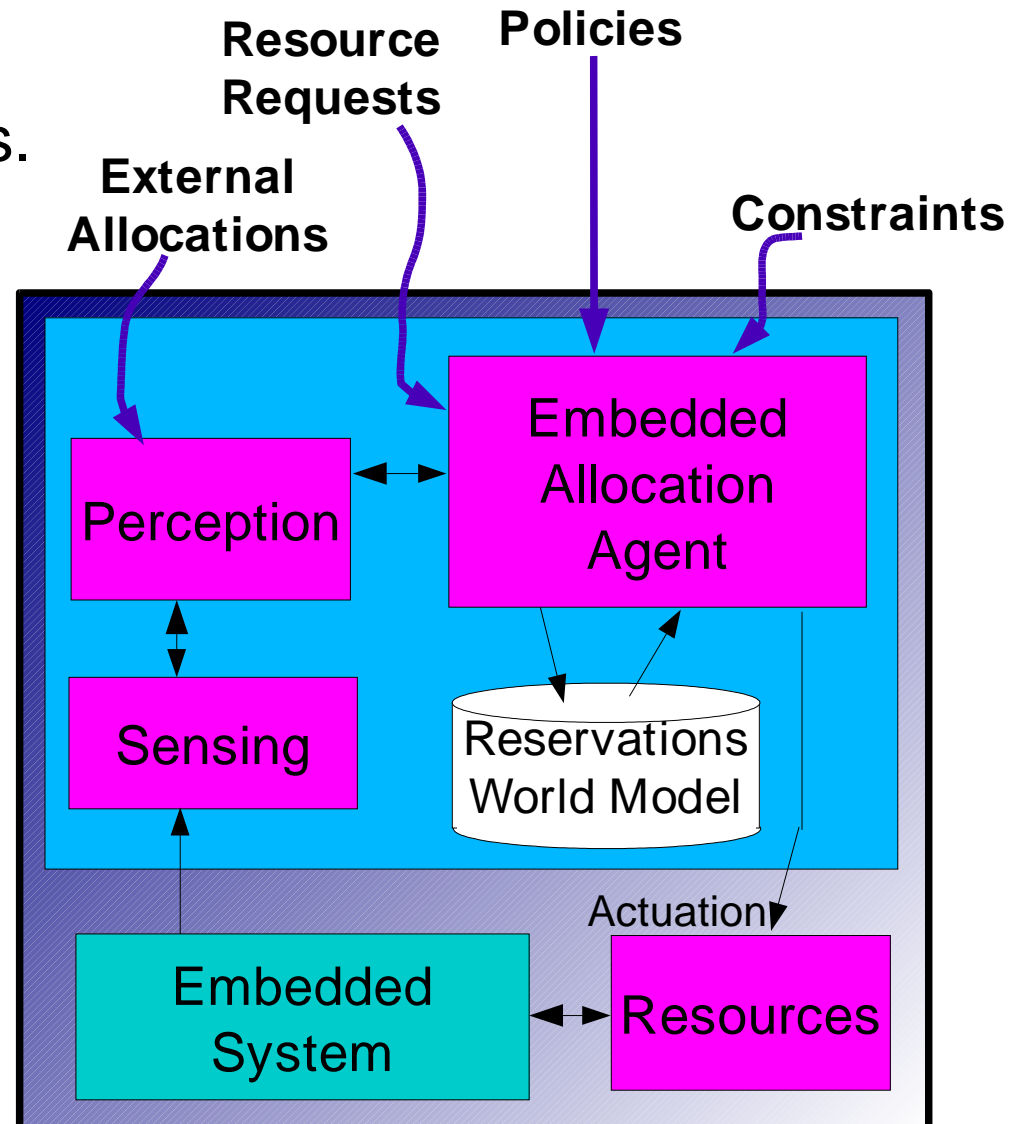 Policies
Resource
Requests
s.
External
Allocations
Constraints
Embedded
Allocation
Agent
Perception
Sensing
Reservations
World Model
Actuation
Embedded
System
Resources